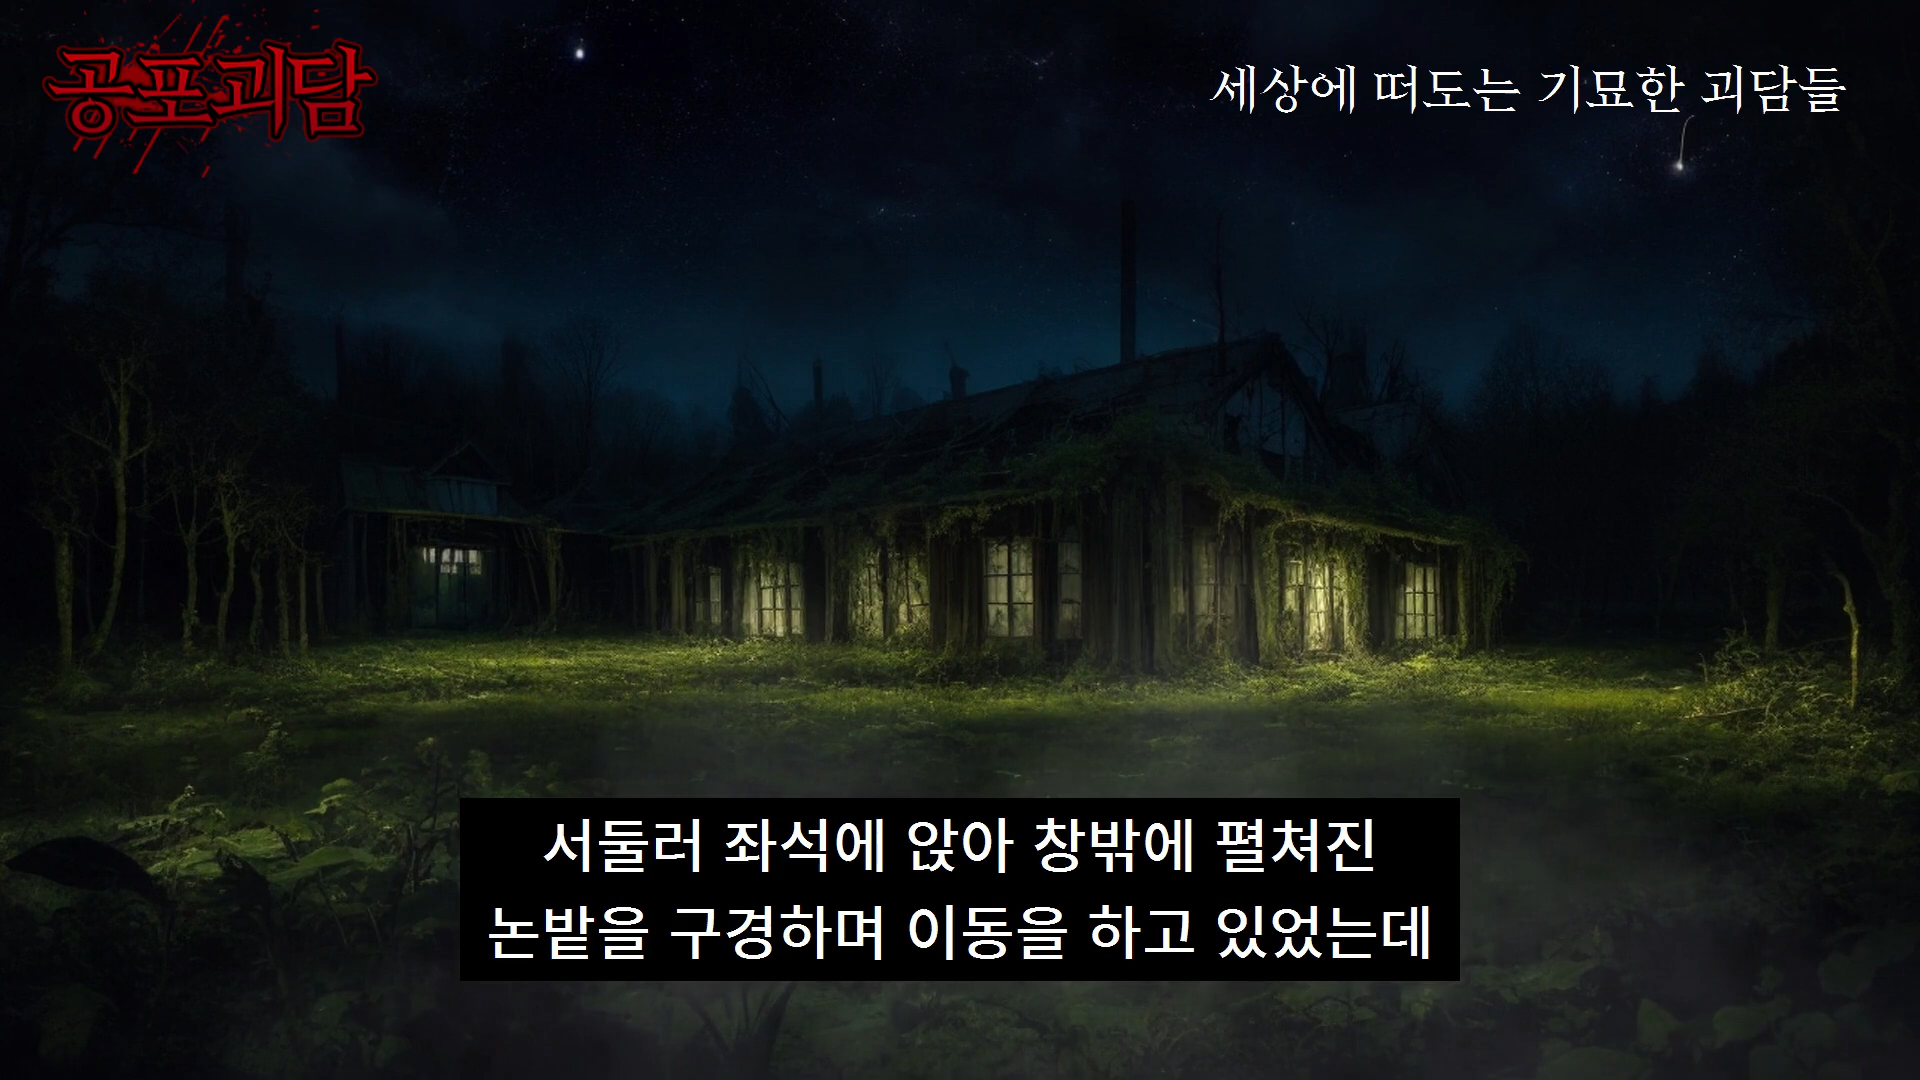 공포괴담
세상에 떠도는 기묘한 괴담들
서둘러 좌석에 앉아 창밖에 펼쳐진
논밭을 구경하며 이동을 하고 있었는데